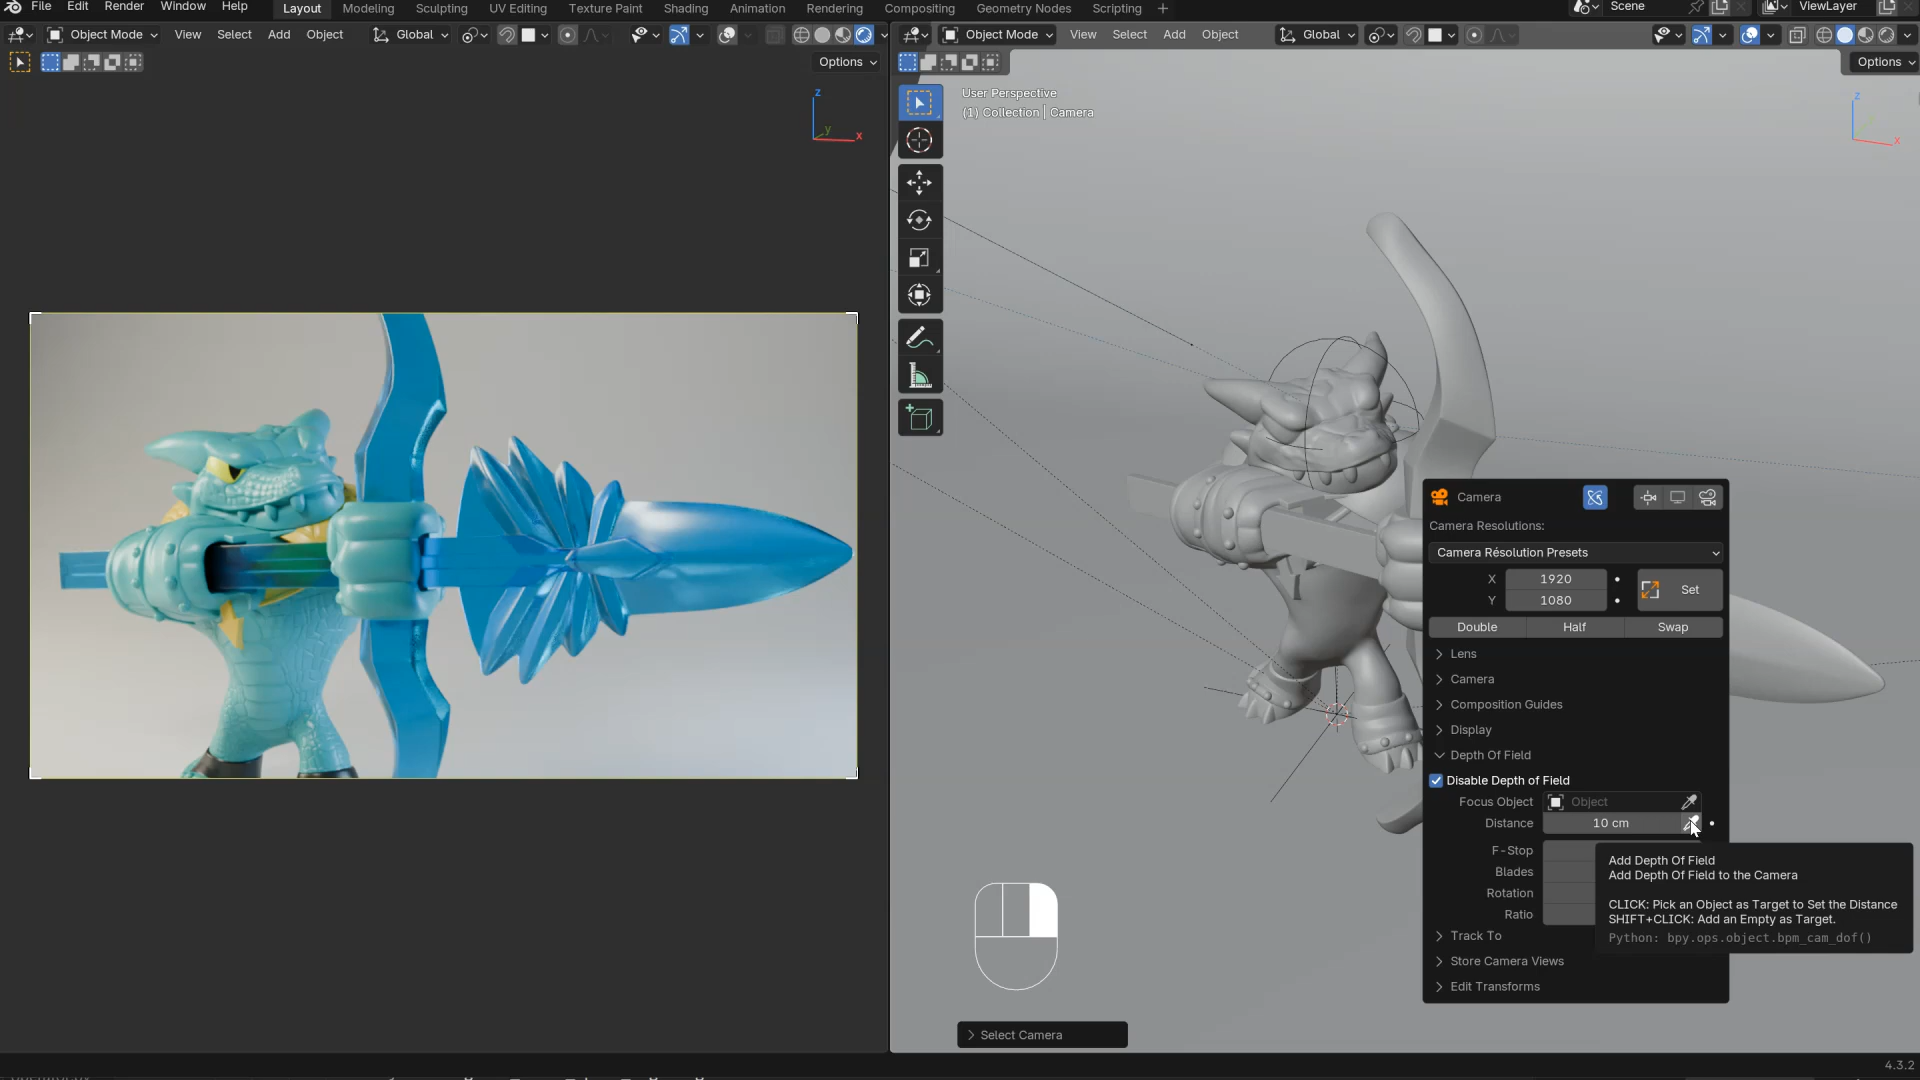 File Edit Render Window Help Layout Modeling Sculpting UV Editing Texture Paint Shading Animation Rendering Compositing Geometry Nodes Scripting Scene ViewLayer
Object Mode View Select Add Object Global
Object Mode View Select Add Object Global
Options
Options
User Perspective
(1) Collection | Camera
z
y
x
z
x
Camera
Camera Resolutions:
Camera Résolution Presets
X 1920
Y 1080
Set
Double Half Swap
Lens
Camera
Composition Guides
Display
Depth Of Field
Disable Depth of Field
Focus Object Object
Distance 10 cm
F-Stop
Blades
Rotation
Ratio
Add Depth Of Field
Add Depth Of Field to the Camera
CLICK: Pick an Object as Target to Set the Distance
SHIFT+CLICK: Add an Empty as Target.
Python: bpy.ops.object.bpm_cam_dof()
Track To
Store Camera Views
Edit Transforms
Select Camera
4.3.2